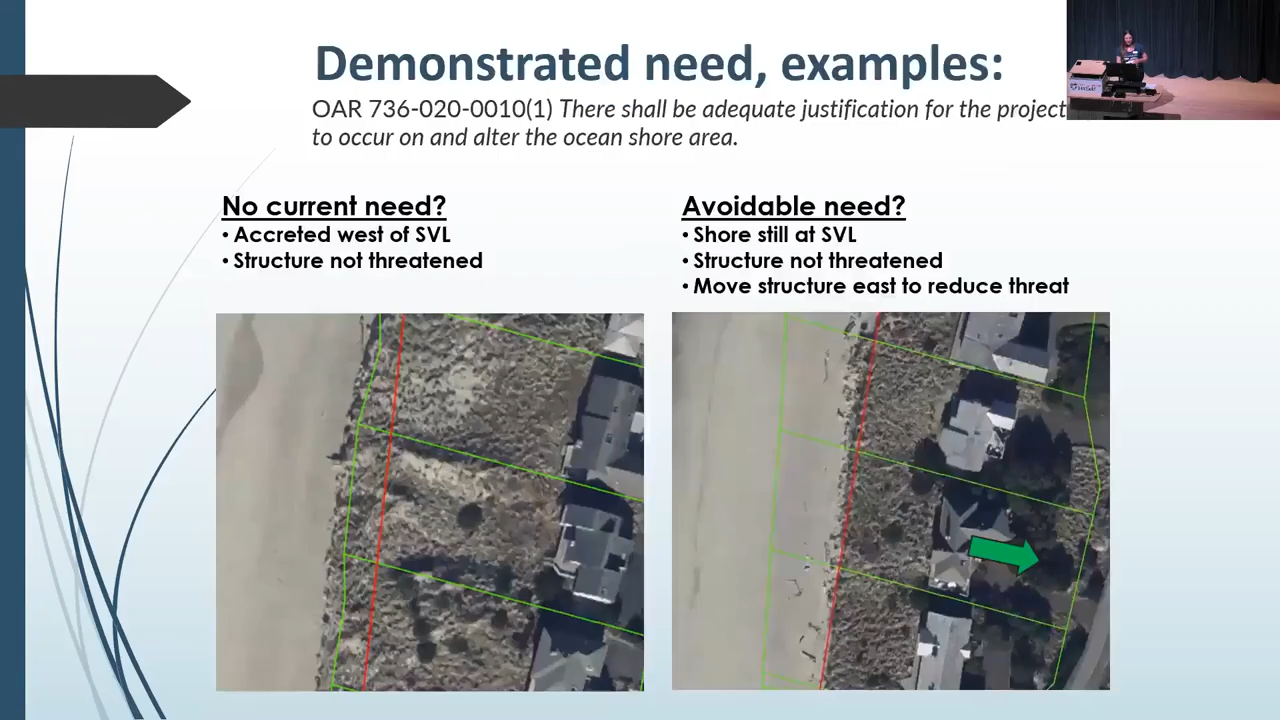 Demonstrated need, examples:
OAR 736-020-0010(1) There shall be adequate justification for the project
to occur on and alter the ocean shore area.
No current need?
• Accreted west of SVL
• Structure not threatened
Avoidable need?
• Shore still at SVL
• Structure not threatened
• Move structure east to reduce threat